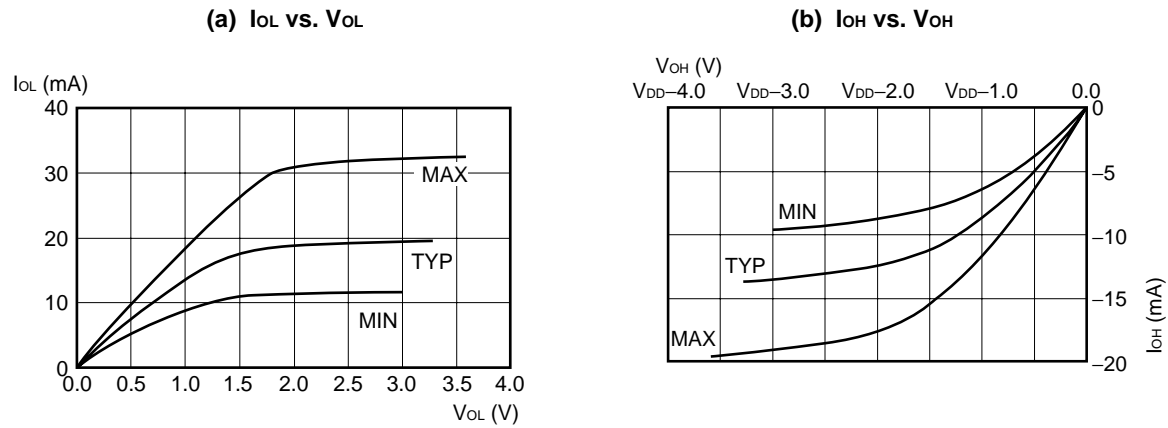 (a) IOL vs. VOL
IOL (mA)
40
30
20
10
0
MAX
TYP
MIN
0.0 0.5 1.0 1.5 2.0 2.5 3.0 3.5 4.0
VOL (V)
(b) IOH vs. VOH
VOH (V)
VDD–4.0 VDD–3.0 VDD–2.0 VDD–1.0 0.0
0
–5
–10
–15
–20
MIN
TYP
MAX
IOH (mA)